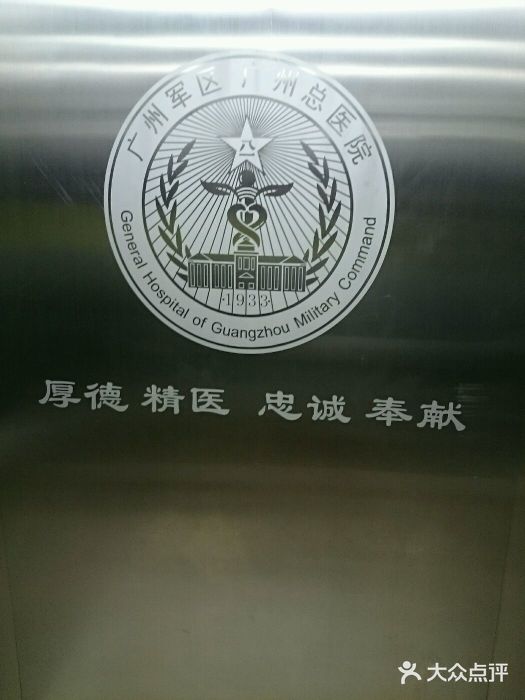 广州军区广州总医院
八一
·1933·
General Hospital of Guangzhou Military Command
厚德 精医 忠诚 奉献
大众点评